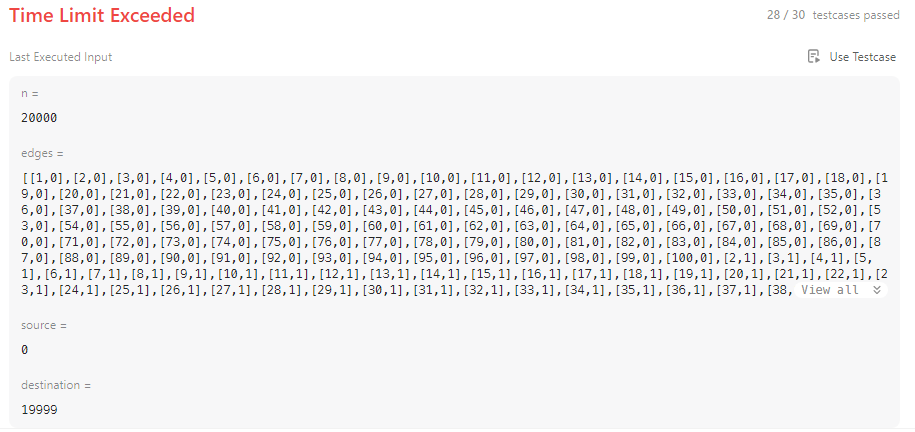 Time Limit Exceeded
28 / 30 testcases passed
Last Executed Input
Use Testcase
n =
20000
edges =
[[1,0],[2,0],[3,0],[4,0],[5,0],[6,0],[7,0],[8,0],[9,0],[10,0],[11,0],[12,0],[13,0],[14,0],[15,0],[16,0],[17,0],[18,0],[1
9,0],[20,0],[21,0],[22,0],[23,0],[24,0],[25,0],[26,0],[27,0],[28,0],[29,0],[30,0],[31,0],[32,0],[33,0],[34,0],[35,0],[3
6,0],[37,0],[38,0],[39,0],[40,0],[41,0],[42,0],[43,0],[44,0],[45,0],[46,0],[47,0],[48,0],[49,0],[50,0],[51,0],[52,0],[5
3,0],[54,0],[55,0],[56,0],[57,0],[58,0],[59,0],[60,0],[61,0],[62,0],[63,0],[64,0],[65,0],[66,0],[67,0],[68,0],[69,0],[7
0,0],[71,0],[72,0],[73,0],[74,0],[75,0],[76,0],[77,0],[78,0],[79,0],[80,0],[81,0],[82,0],[83,0],[84,0],[85,0],[86,0],[8
7,0],[88,0],[89,0],[90,0],[91,0],[92,0],[93,0],[94,0],[95,0],[96,0],[97,0],[98,0],[99,0],[100,0],[2,1],[3,1],[4,1],[5,
1],[6,1],[7,1],[8,1],[9,1],[10,1],[11,1],[12,1],[13,1],[14,1],[15,1],[16,1],[17,1],[18,1],[19,1],[20,1],[21,1],[22,1],[2
3,1],[24,1],[25,1],[26,1],[27,1],[28,1],[29,1],[30,1],[31,1],[32,1],[33,1],[34,1],[35,1],[36,1],[37,1],[38, View all
source =
0
destination =
19999